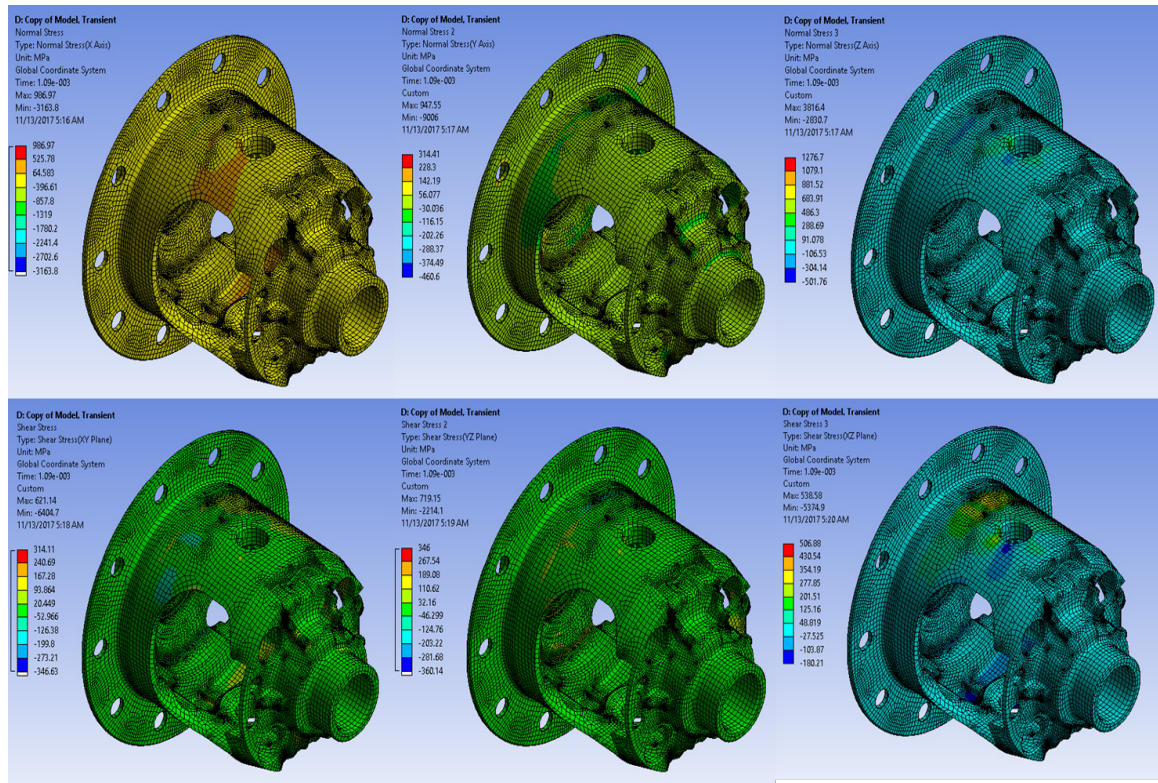 D: Copy of Model, Transient
Normal Stress
Type: Normal Stress(X Axis)
Unit: MPa
Global Coordinate System
Time: 1.09e-003
Max: 986.97
Min: -3163.8
11/13/2017 5:16 AM
986.97
525.78
64.583
-396.61
-857.8
-1319
-1780.2
-2241.4
-2702.6
-3163.8
D: Copy of Model, Transient
Normal Stress 2
Type: Normal Stress(Y Axis)
Unit: MPa
Global Coordinate System
Time: 1.09e-003
Custom
Max: 947.55
Min: -9006
11/13/2017 5:17 AM
314.41
228.3
142.19
56.077
-30.036
-116.15
-202.26
-288.37
-374.49
-460.6
D: Copy of Model, Transient
Normal Stress 3
Type: Normal Stress(Z Axis)
Unit: MPa
Global Coordinate System
Time: 1.09e-003
Custom
Max: 3816.4
Min: -2830.7
11/13/2017 5:17 AM
1276.7
1079.1
881.52
683.91
486.3
288.69
91.078
-106.53
-304.14
-501.76
D: Copy of Model, Transient
Shear Stress
Type: Shear Stress(XY Plane)
Unit: MPa
Global Coordinate System
Time: 1.09e-003
Custom
Max: 621.14
Min: -6404.7
11/13/2017 5:18 AM
314.11
240.69
167.28
93.864
20.449
-52.966
-126.38
-199.8
-273.21
-346.63
D: Copy of Model, Transient
Shear Stress 2
Type: Shear Stress(YZ Plane)
Unit: MPa
Global Coordinate System
Time: 1.09e-003
Custom
Max: 719.15
Min: -2214.1
11/13/2017 5:19 AM
346
267.54
189.08
110.62
32.16
-46.299
-124.76
-203.22
-281.68
-360.14
D: Copy of Model, Transient
Shear Stress 3
Type: Shear Stress(XZ Plane)
Unit: MPa
Global Coordinate System
Time: 1.09e-003
Custom
Max: 538.58
Min: -5374.9
11/13/2017 5:20 AM
506.88
430.54
354.19
277.85
201.51
125.16
48.819
-27.525
-103.87
-180.21